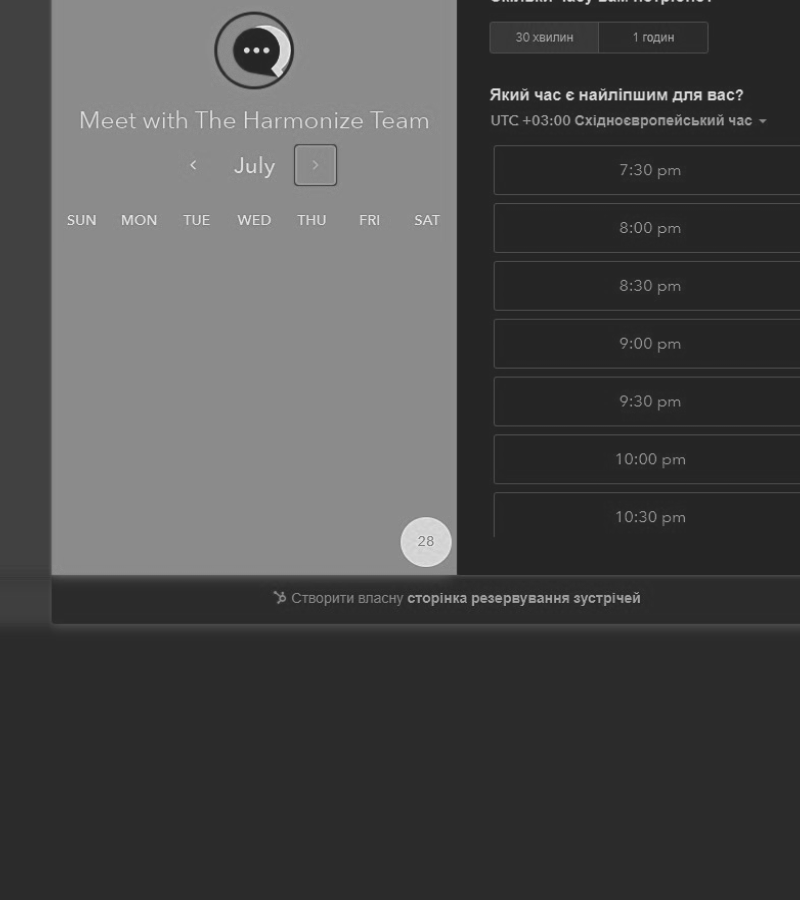 Meet with The Harmonize Team
July
SUN MON TUE WED THU FRI SAT
28
30 хвилин 1 годин
Який час є найліпшим для вас?
UTC +03:00 Східноєвропейський час
7:30 pm
8:00 pm
8:30 pm
9:00 pm
9:30 pm
10:00 pm
10:30 pm
Створити власну сторінка резервування зустрічей